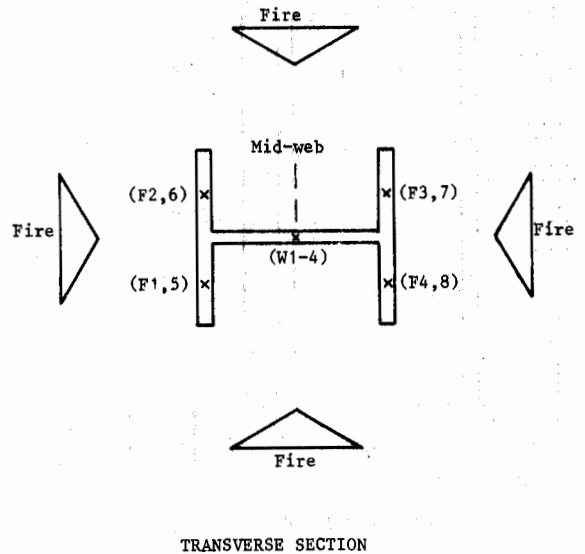 Fire
Mid-web
(F2,6)
(F3,7)
Fire
Fire
(W1-4)
(F1,5)
(F4,8)
Fire
TRANSVERSE SECTION